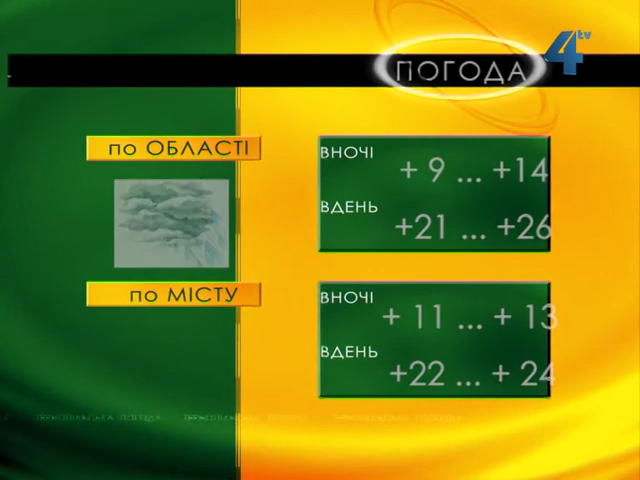 ПОГОДА
4tv
по ОБЛАСТІ
ВНОЧІ
+ 9 ... +14
ВДЕНЬ
+21 ... +26
по МІСТУ
ВНОЧІ
+ 11 ... + 13
ВДЕНЬ
+22 ... + 24